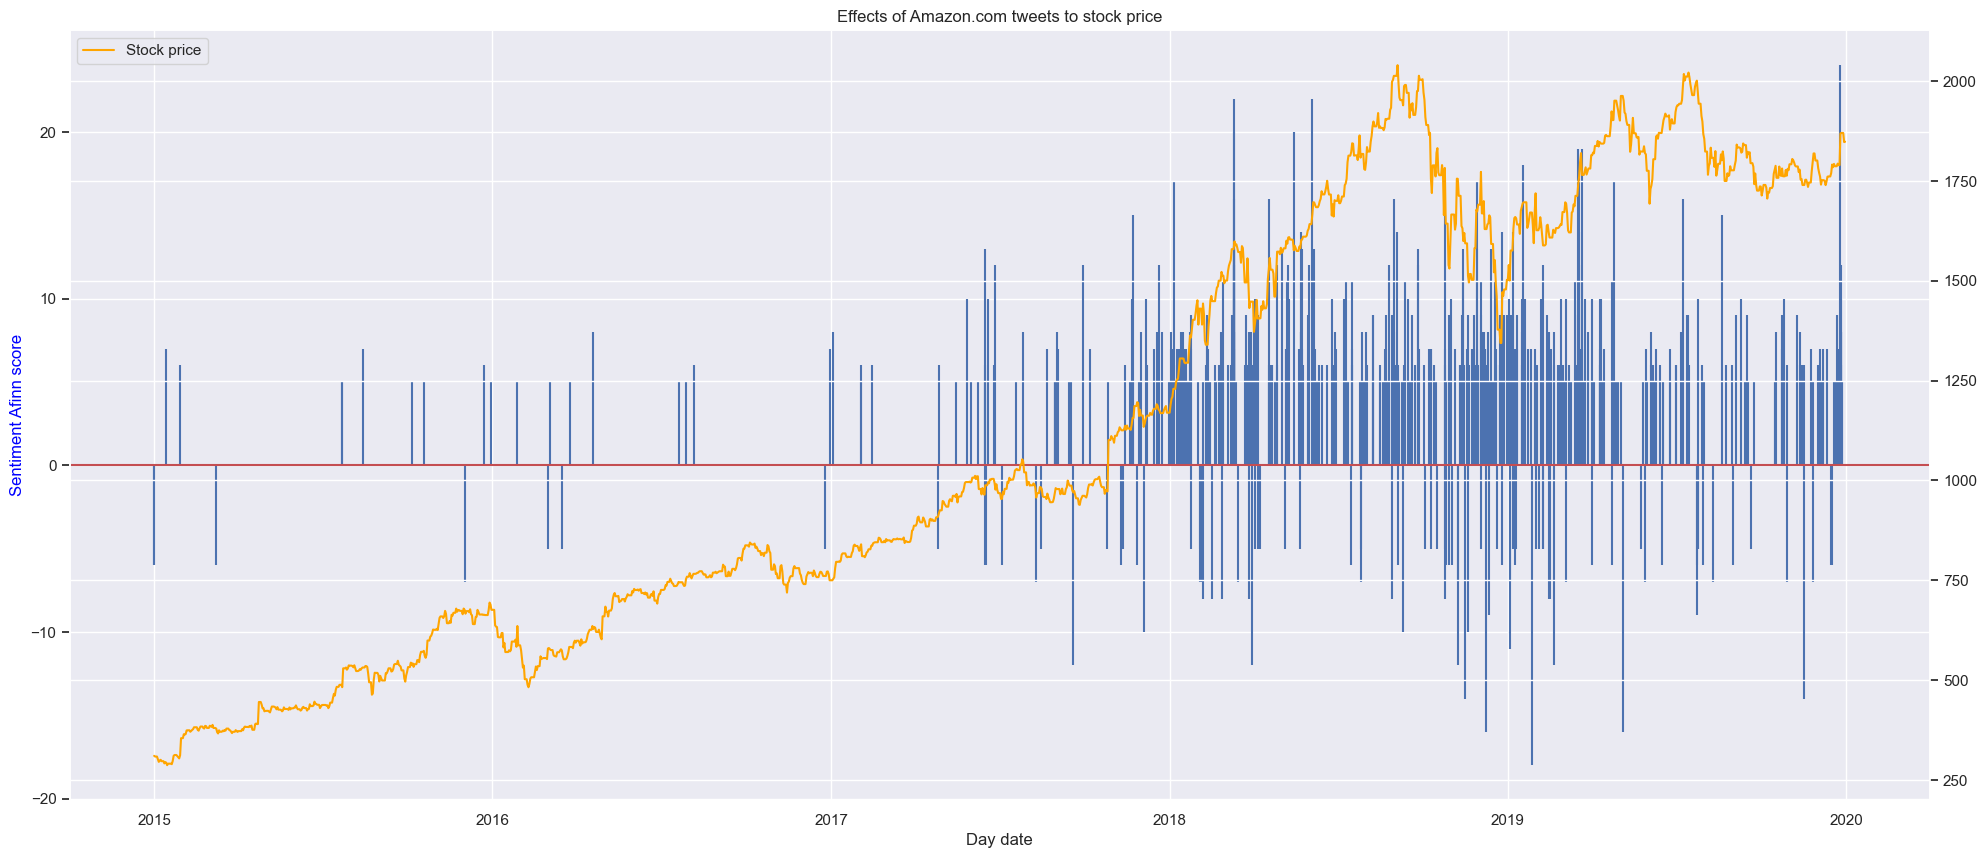 Effects of Amazon.com tweets to stock price
Stock price
20
10
0
−10
−20
Sentiment Afinn score
2000
1750
1500
1250
1000
750
500
250
2015 2016 2017 2018 2019 2020
Day date